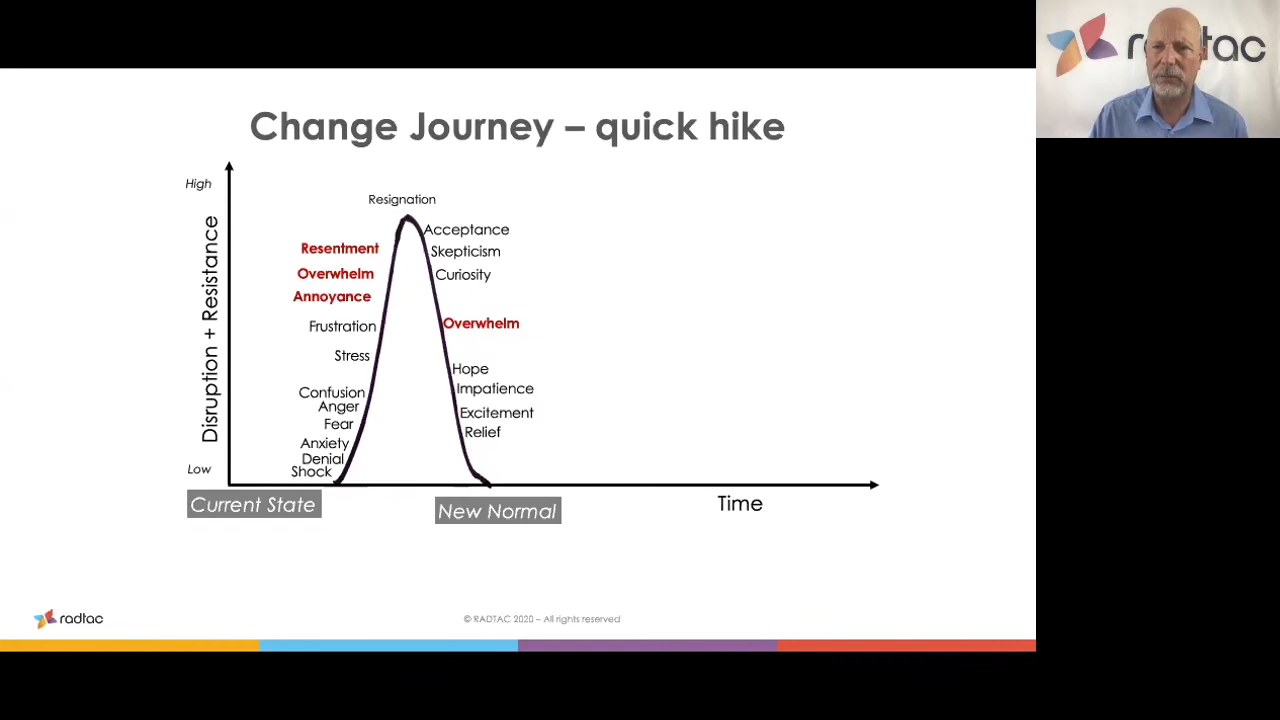 radtac
Change Journey – quick hike
High
Disruption + Resistance
Low
Resignation
Resentment
Overwhelm
Annoyance
Frustration
Stress
Confusion
Anger
Fear
Anxiety
Denial
Shock
Acceptance
Skepticism
Curiosity
Overwhelm
Hope
Impatience
Excitement
Relief
Current State
New Normal
Time
radtac
© RADTAC 2020 – All rights reserved